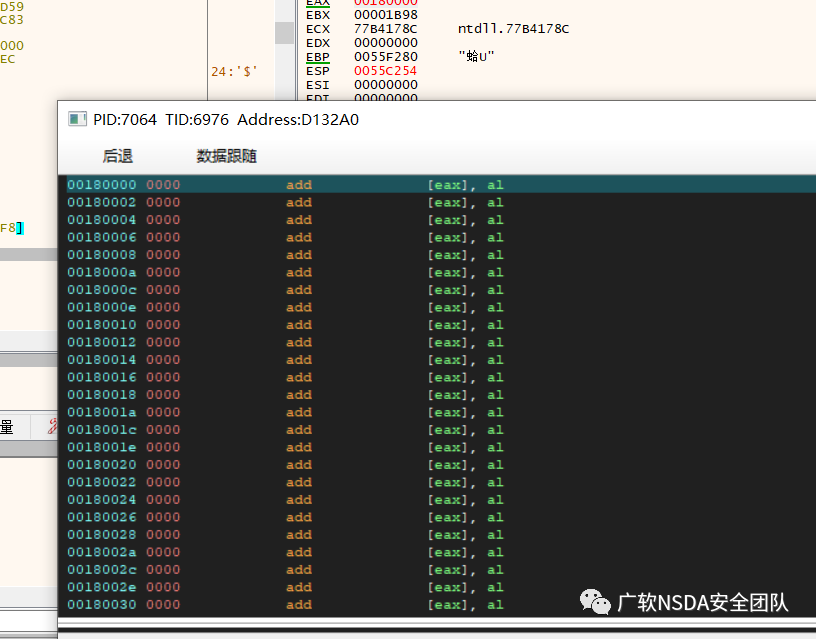 D59
C83
000
EC
24:'$'
F8]
量
EAX 00180000
EBX 00001B98
ECX 77B4178C ntdll.77B4178C
EDX 00000000
EBP 0055F280 "蛤U"
ESP 0055C254
ESI 00000000
EDI 00000000
PID:7064 TID:6976 Address:D132A0
后退 数据跟随
00180000 0000 add [eax], al
00180002 0000 add [eax], al
00180004 0000 add [eax], al
00180006 0000 add [eax], al
00180008 0000 add [eax], al
0018000a 0000 add [eax], al
0018000c 0000 add [eax], al
0018000e 0000 add [eax], al
00180010 0000 add [eax], al
00180012 0000 add [eax], al
00180014 0000 add [eax], al
00180016 0000 add [eax], al
00180018 0000 add [eax], al
0018001a 0000 add [eax], al
0018001c 0000 add [eax], al
0018001e 0000 add [eax], al
00180020 0000 add [eax], al
00180022 0000 add [eax], al
00180024 0000 add [eax], al
00180026 0000 add [eax], al
00180028 0000 add [eax], al
0018002a 0000 add [eax], al
0018002c 0000 add [eax], al
0018002e 0000 add [eax], al
00180030 0000 add [eax], al
广软NSDA安全团队